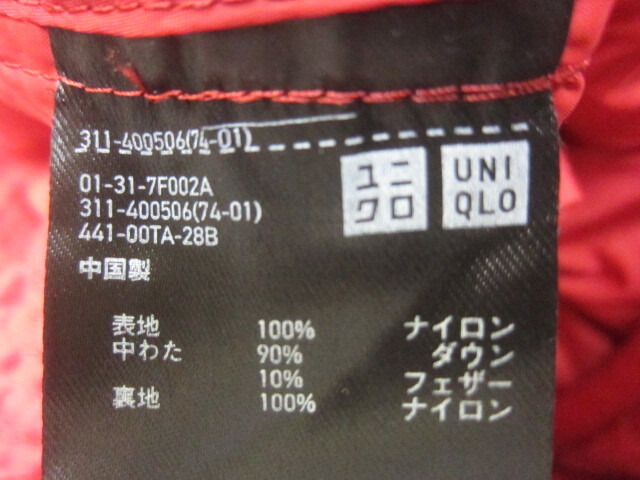 311-400506(74-01)
ユニ
クロ
UNI
QLO
01-31-7F002A
311-400506(74-01)
441-00TA-28B
中国製
表地 100% ナイロン
中わた 90% ダウン
10% フェザー
裏地 100% ナイロン